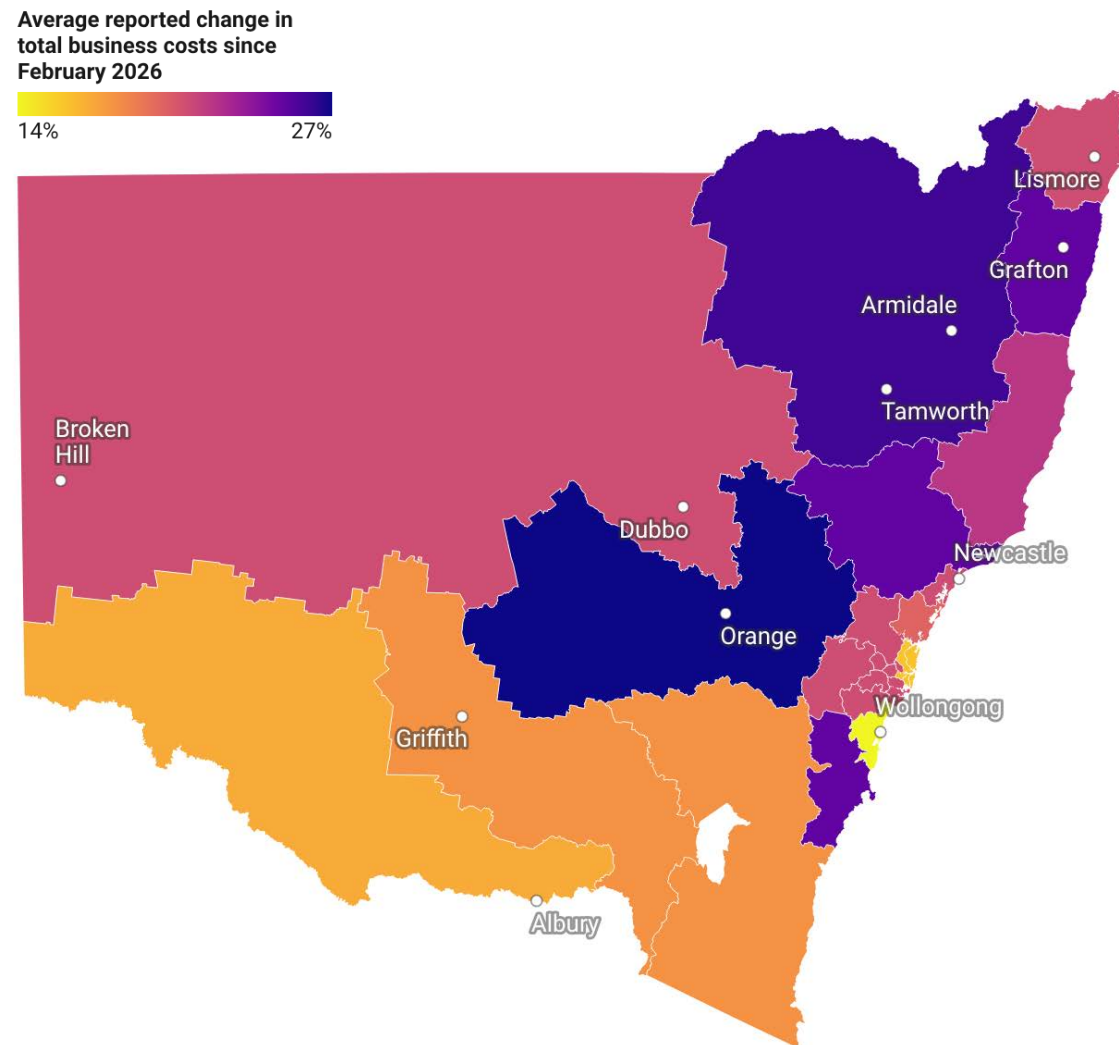 Average reported change in
total business costs since
February 2026
14%
27%
Lismore
Grafton
Armidale
Tamworth
Broken
Hill
Dubbo
Newcastle
Orange
Wollongong
Griffith
Albury